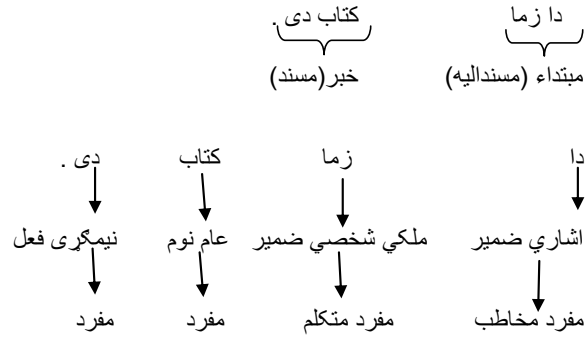 دا زما کتاب دی .
مبتداء (مسندالیه) خبر(مسند)
دا زما کتاب دی .
اشاري ضمیر ملکي شخصي ضمیر عام نوم نیمګړی فعل
مفرد مخاطب مفرد متکلم مفرد مفرد